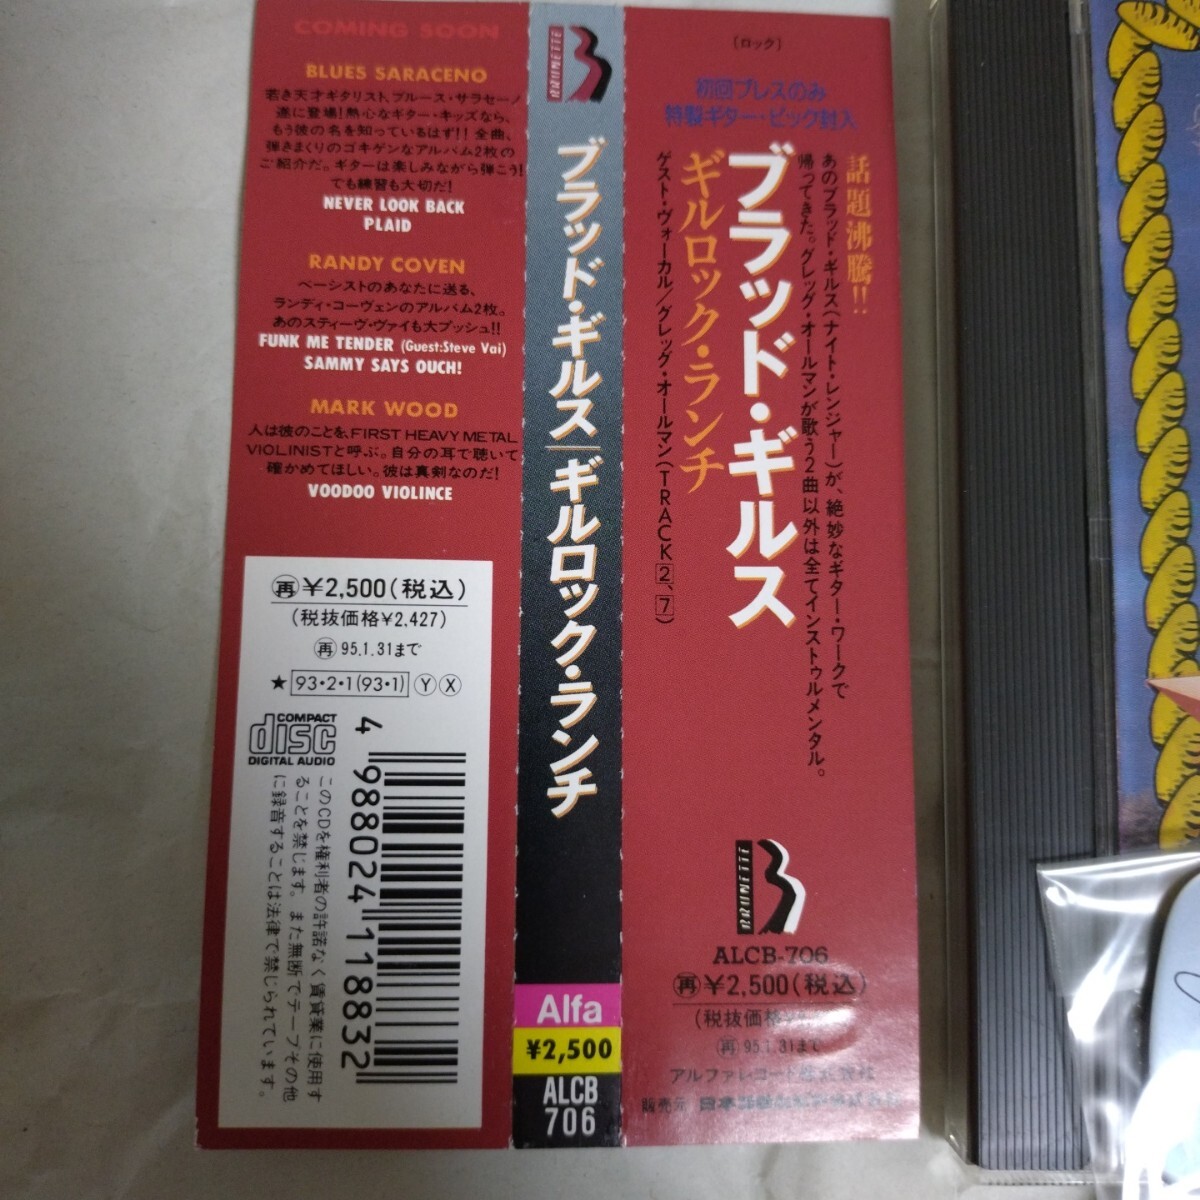 COMING SOON
BLUES SARACENO
若き天才ギタリスト、ブルース・サラセーノ
遂に登場!熱心なギター・キッズなら、
もう彼の名を知っているはず!!全曲、
弾きまくりのゴキゲンなアルバム2枚の
ご紹介だ。ギターは楽しみながら弾こう!
でも練習も大切だ!
NEVER LOOK BACK
PLAID
RANDY COVEN
ベーシストのあなたに送る、
ランディ・コーヴェンのアルバム2枚。
あのスティーヴ・ヴァイも大プッシュ!!
FUNK ME TENDER (Guest:Steve Vai)
SAMMY SAYS OUCH!
MARK WOOD
人は彼のことを、FIRST HEAVY METAL
VIOLINISTと呼ぶ。自分の耳で聴いて
確かめてほしい。彼は真剣なのだ!
VOODOO VIOLINCE
再¥2,500(税込)
(税抜価格¥2,427)
再95.1.31まで
★93・2・1(93・1)ⓎⓍ
COMPACT
disc
DIGITAL AUDIO
このCDを権利者の許諾なく賃貸業に使用す
ることを禁じます。また無断でテープその他
に録音することは法律で禁じられています。
4 988024 118832
BRUNETTE
ブラッド・ギルス|ギルロック・ランチ
Alfa
¥2,500
ALCB
706
[ロック]
初回プレスのみ
特製ギター・ピック封入
話題沸騰!!
あのブラッド・ギルス(ナイト・レンジャー)が、絶妙なギター・ワークで
帰ってきた。グレッグ・オールマンが歌う2曲以外は全てインストゥルメンタル。
ブラッド・ギルス
ギルロック・ランチ
ゲスト・ヴォーカル/グレッグ・オールマン(TRACK2、7)
BRUNETTE
ALCB-706
再¥2,500(税込)
(税抜価格
再95.1.31まで
アルファレコード株式会社
販売元